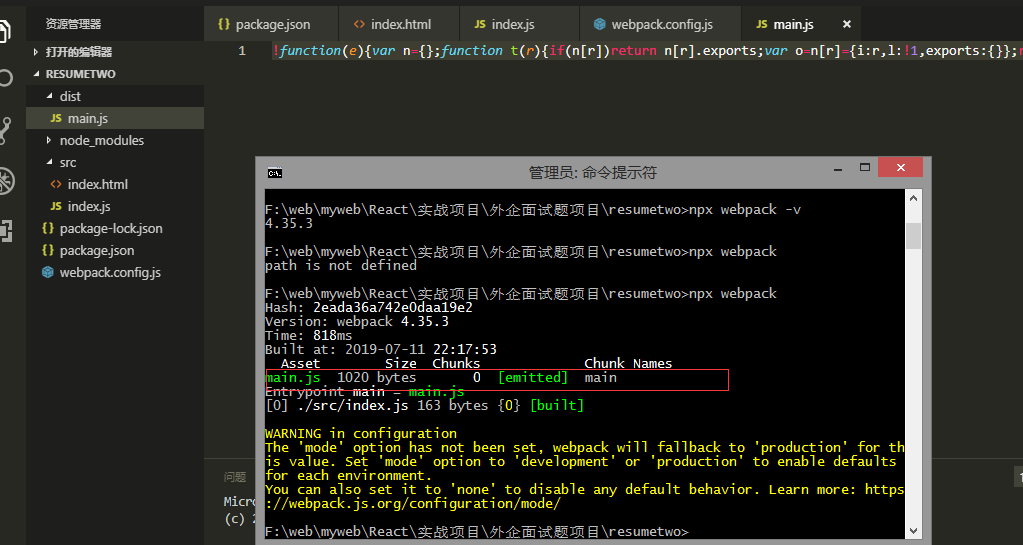 资源管理器
package.json
index.html
index.js
webpack.config.js
main.js
打开的编辑器
RESUMETWO
dist
main.js
node_modules
src
index.html
index.js
package-lock.json
package.json
webpack.config.js
1 !function(e){var n={};function t(r){if(n[r])return n[r].exports;var o=n[r]={i:r,l:!1,exports:{}};
管理员: 命令提示符
F:\web\myweb\React\实战项目\外企面试题项目\resumetwo>npx webpack -v
4.35.3
F:\web\myweb\React\实战项目\外企面试题项目\resumetwo>npx webpack
path is not defined
F:\web\myweb\React\实战项目\外企面试题项目\resumetwo>npx webpack
Hash: 2eada36a742e0daa19e2
Version: webpack 4.35.3
Time: 818ms
Built at: 2019-07-11 22:17:53
Asset Size Chunks Chunk Names
main.js 1020 bytes 0 [emitted] main
Entrypoint main = main.js
[0] ./src/index.js 163 bytes {0} [built]
WARNING in configuration
The 'mode' option has not been set, webpack will fallback to 'production' for th
is value. Set 'mode' option to 'development' or 'production' to enable defaults
for each environment.
You can also set it to 'none' to disable any default behavior. Learn more: https
://webpack.js.org/configuration/mode/
F:\web\myweb\React\实战项目\外企面试题项目\resumetwo>
问题
Micro
(c) 2